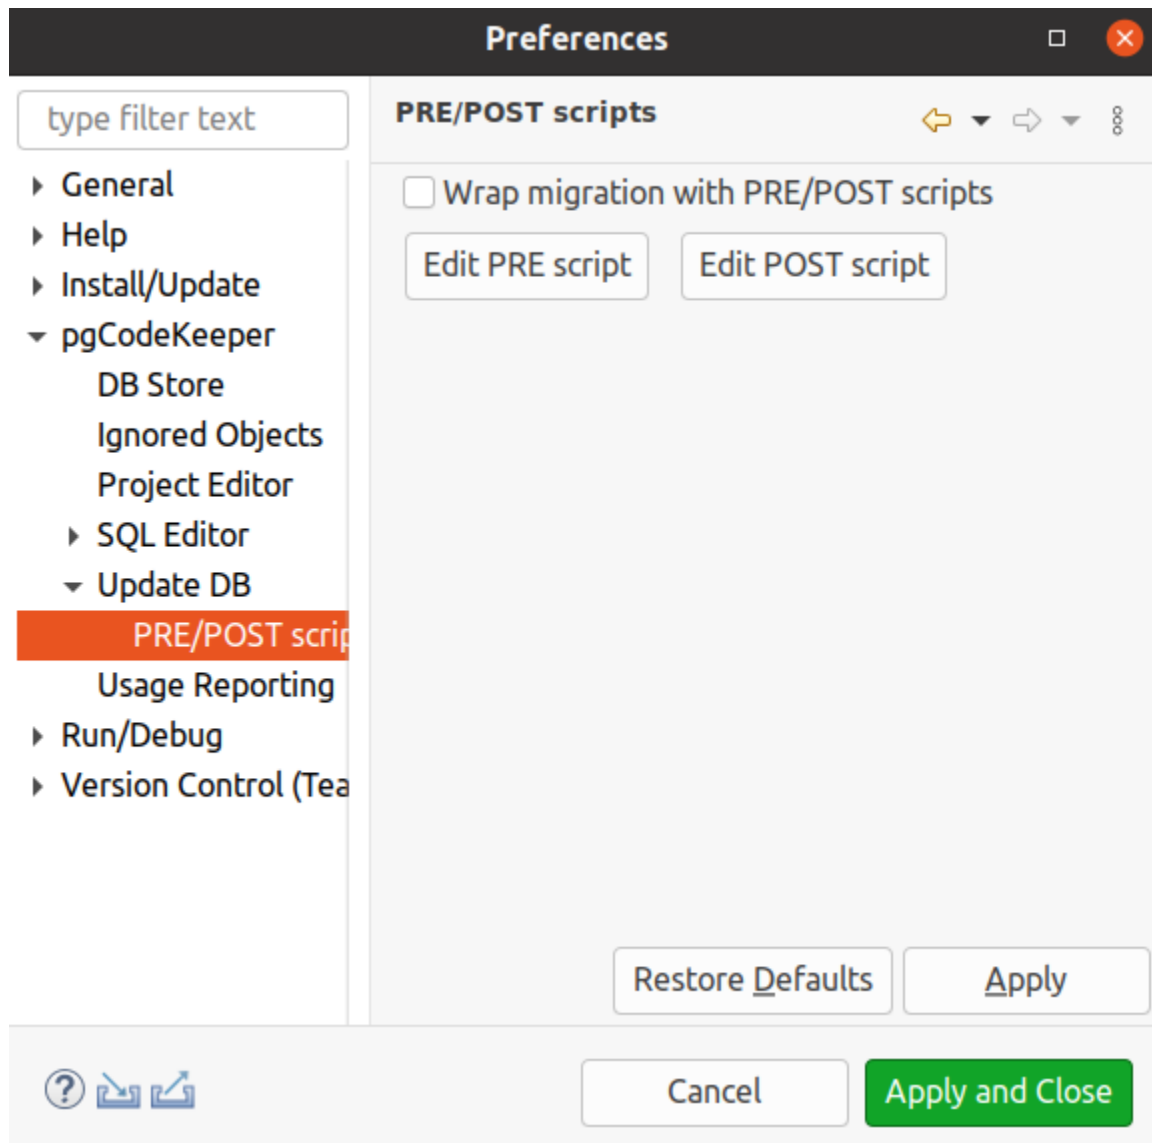 Preferences
type filter text
PRE/POST scripts
General
Help
Install/Update
pgCodeKeeper
DB Store
Ignored Objects
Project Editor
SQL Editor
Update DB
PRE/POST scrip
Usage Reporting
Run/Debug
Version Control (Tea
Wrap migration with PRE/POST scripts
Edit PRE script
Edit POST script
Restore Defaults
Apply
Cancel
Apply and Close